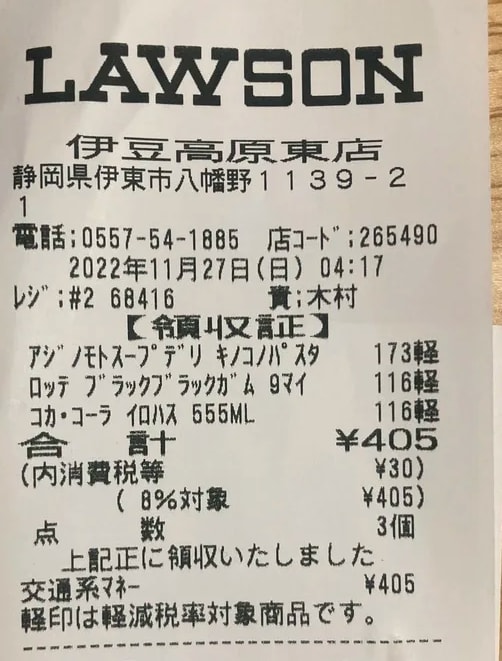 LAWSON
伊豆高原東店
静岡県伊東市八幡野1139-2
1
電話;0557-54-1885 店コード;265490
2022年11月27日(日) 04:17
レジ;#2 68416 責;木村
【領収証】
アジノモトスープデリ キノコパスタ 173軽
ロッテ ブラックブラックガム 9マイ 116軽
コカ・コーラ イロハス 555ML 116軽
合 計 ¥405
(内消費税等 ¥30)
( 8%対象 ¥405)
点 数 3個
上記正に領収いたしました
交通系マネー ¥405
軽印は軽減税率対象商品です。